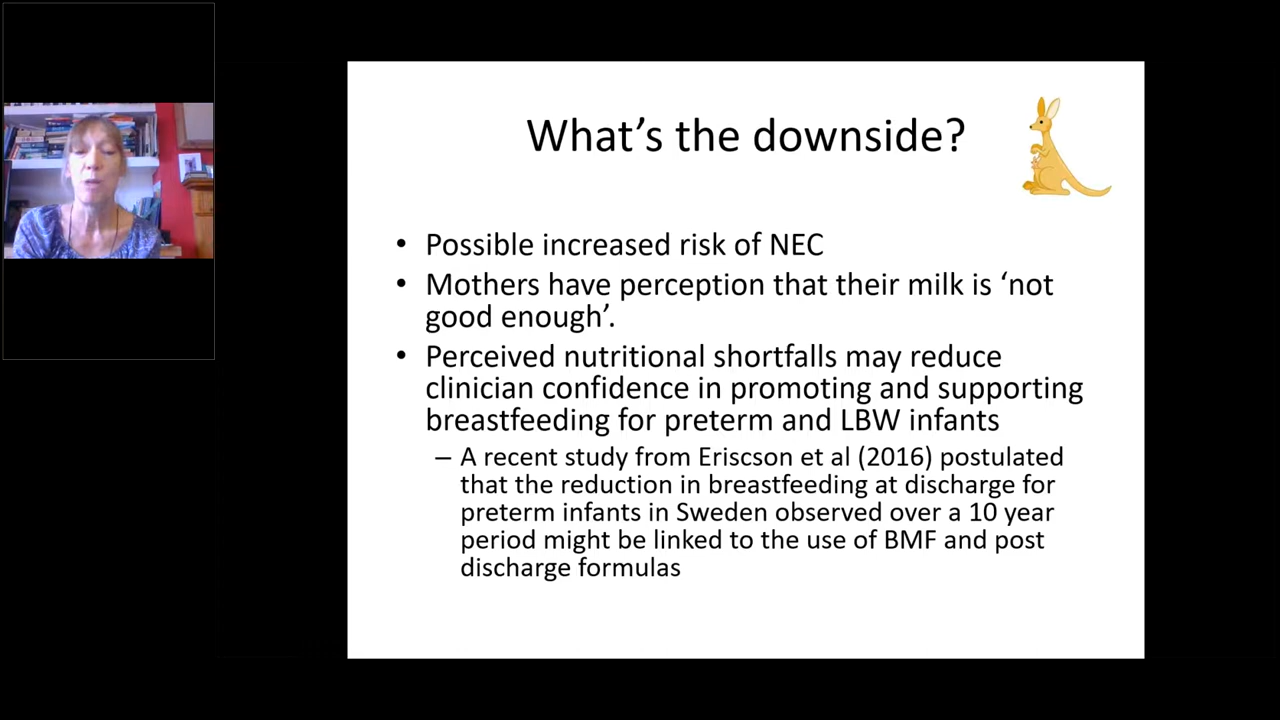 What’s the downside?
• Possible increased risk of NEC
• Mothers have perception that their milk is ‘not
good enough’.
• Perceived nutritional shortfalls may reduce
clinician confidence in promoting and supporting
breastfeeding for preterm and LBW infants
– A recent study from Eriscson et al (2016) postulated
that the reduction in breastfeeding at discharge for
preterm infants in Sweden observed over a 10 year
period might be linked to the use of BMF and post
discharge formulas